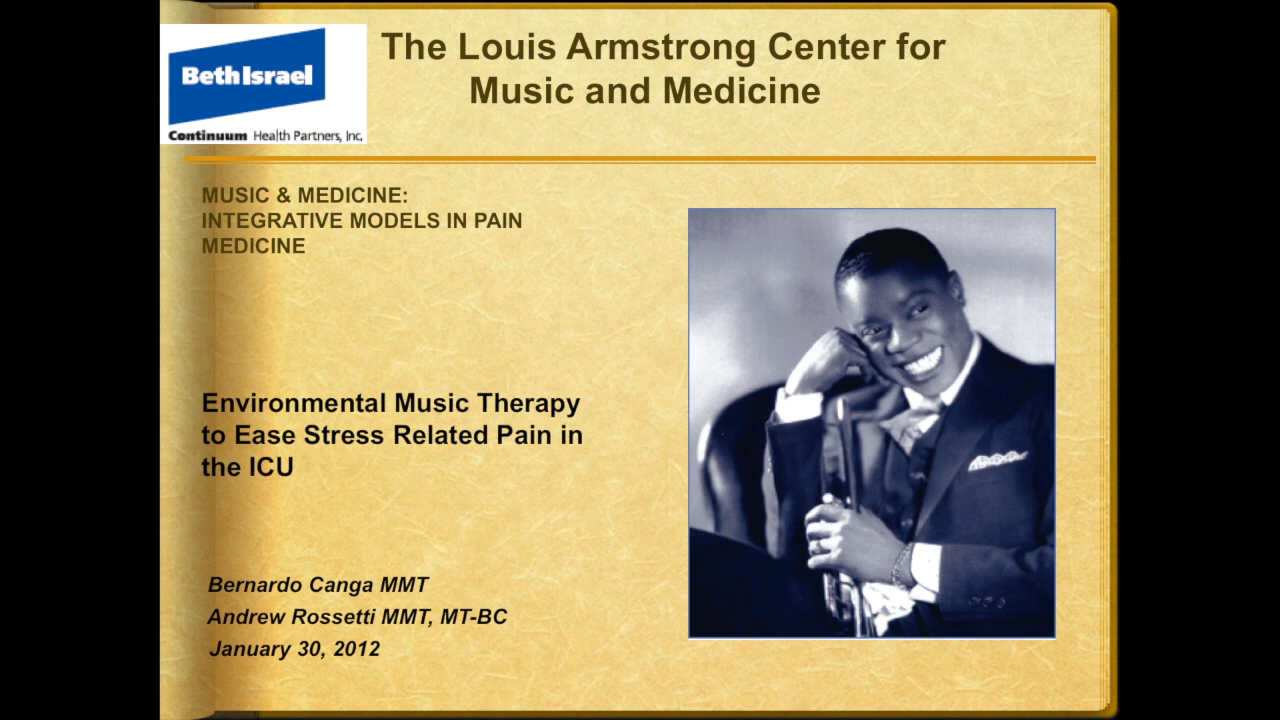 BethIsrael
Continuum Health Partners, Inc.
The Louis Armstrong Center for
Music and Medicine
MUSIC & MEDICINE:
INTEGRATIVE MODELS IN PAIN
MEDICINE
Environmental Music Therapy
to Ease Stress Related Pain in
the ICU
Bernardo Canga MMT
Andrew Rossetti MMT, MT-BC
January 30, 2012